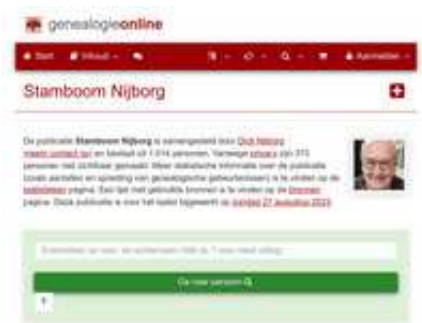 genealogieonline
Start Inhoud Aanmelden
Stamboom Nijborg
De publicatie Stamboom Nijborg is samengesteld door Dick Nijborg
(neem contact op) en bestaat uit 1.014 personen. Vanwege privacy zijn 373
personen niet zichtbaar gemaakt. Meer statistische informatie over de publicatie
(zoals aantallen en spreiding van genealogische gebeurtenissen) is te vinden op de
statistieken pagina. Een lijst met gebruikte bronnen is te vinden op de bronnen
pagina. Deze publicatie is voor het laatst bijgewerkt op zondag 27 augustus 2023
Ga naar persoon